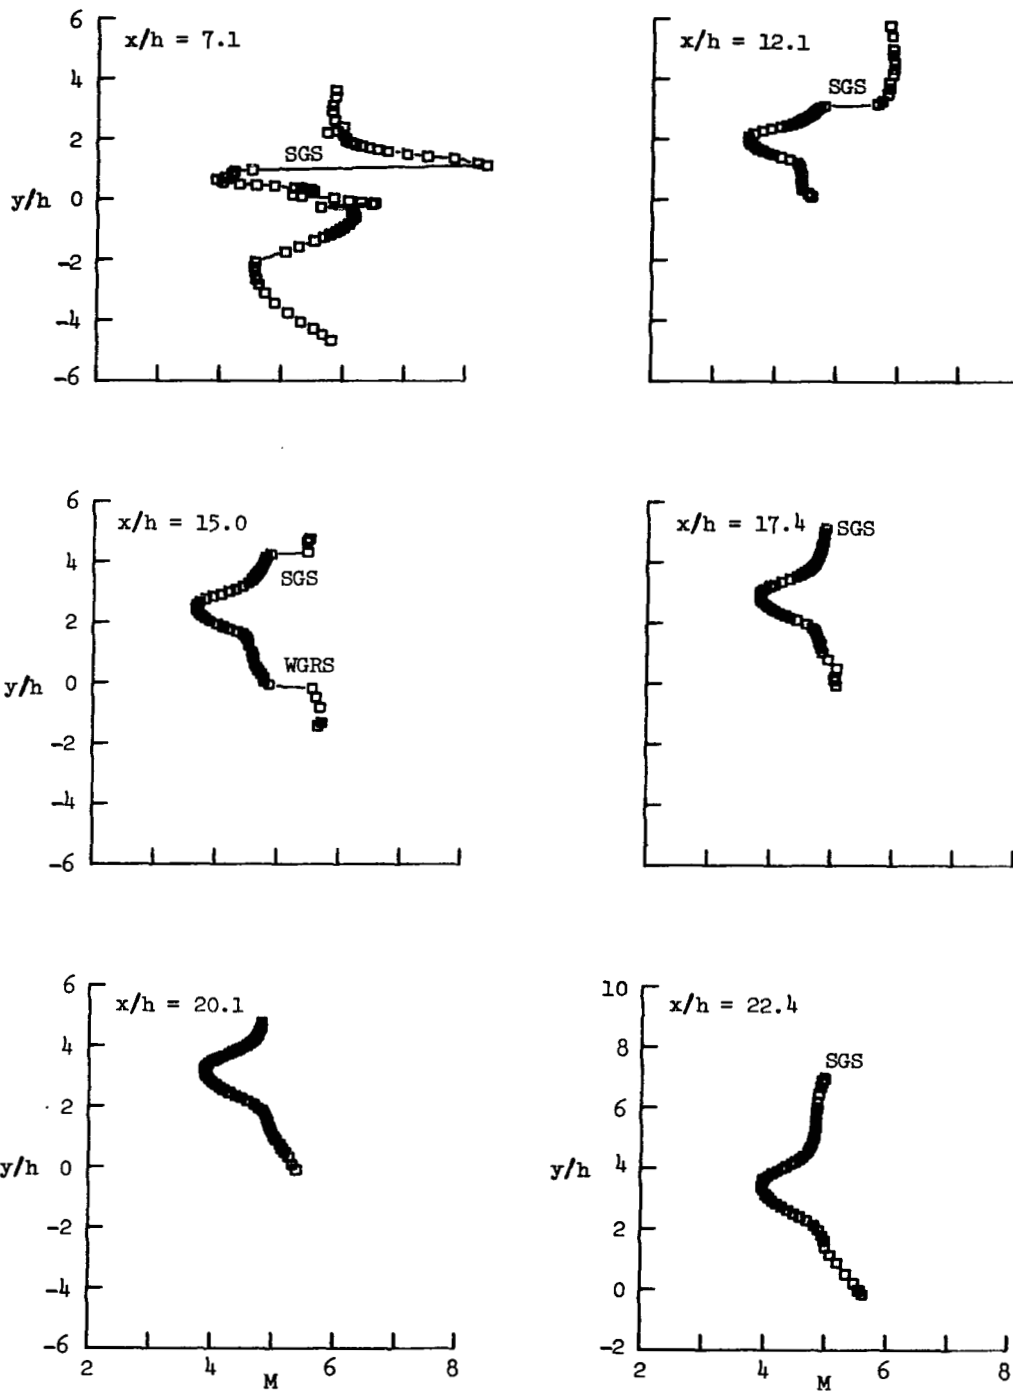 6
x/h = 7.1
4
2
SGS
y/h
0
-2
-4
-6
x/h = 12.1
SGS
6
x/h = 15.0
4
SGS
2
WGRS
y/h
0
-2
-4
-6
x/h = 17.4
SGS
6
x/h = 20.1
4
2
y/h
0
-2
-4
-6
2 4 6 8
M
10
x/h = 22.4
8
SGS
6
y/h
4
2
0
-2
2 4 6 8
M